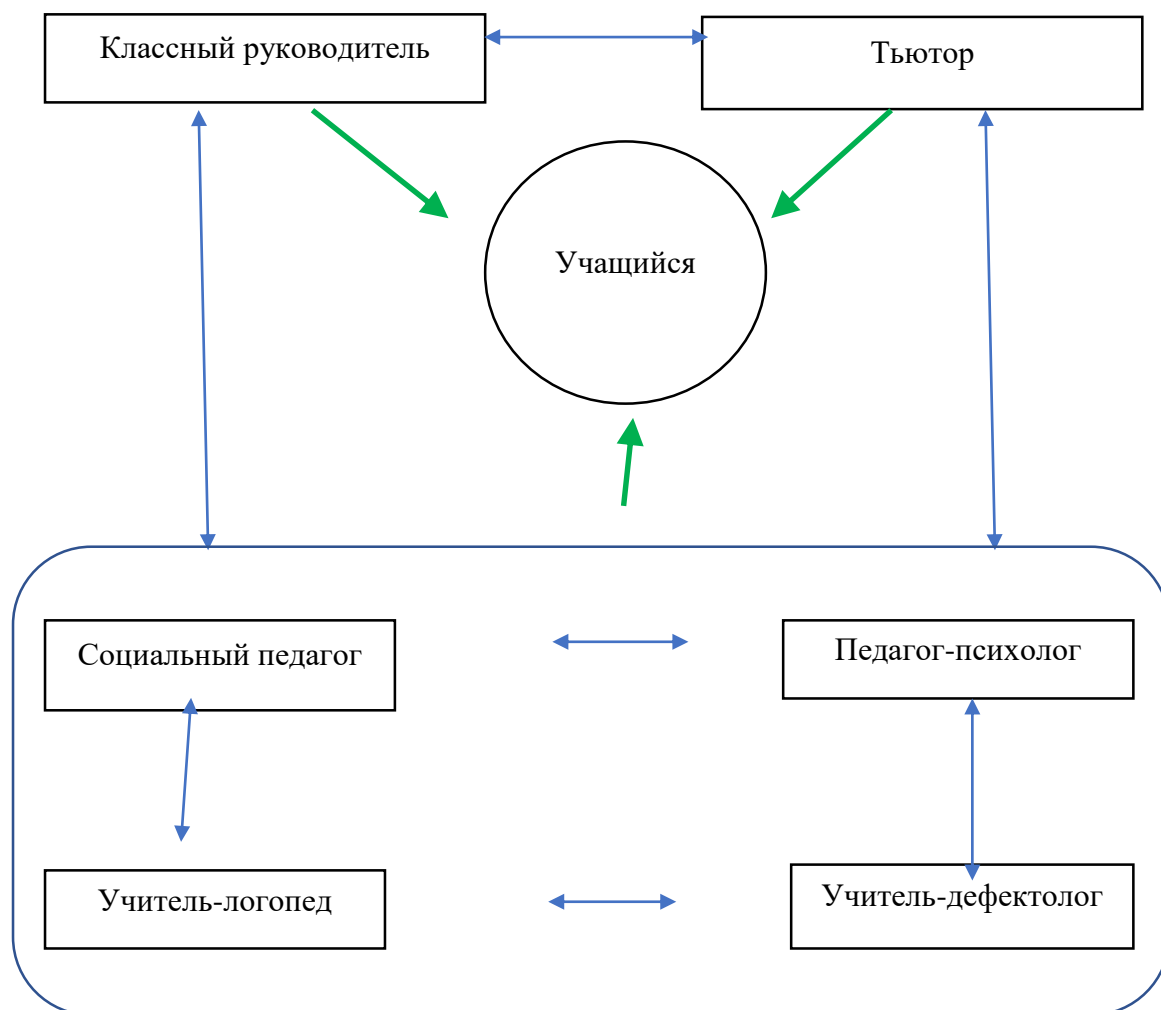 Классный руководитель
Тьютор
Учащийся
Социальный педагог
Педагог-психолог
Учитель-логопед
Учитель-дефектолог